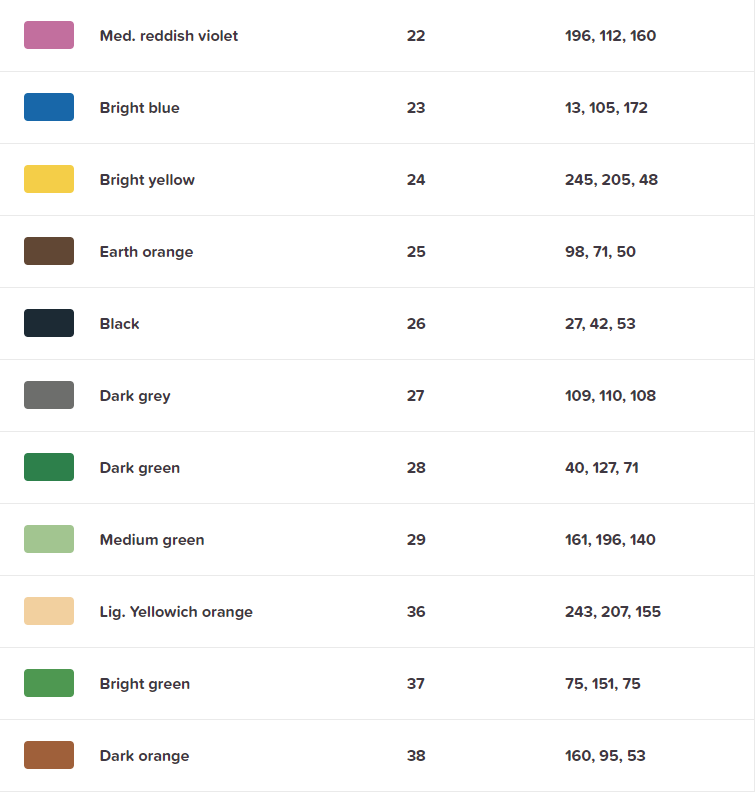 Med. reddish violet 22 196, 112, 160
Bright blue 23 13, 105, 172
Bright yellow 24 245, 205, 48
Earth orange 25 98, 71, 50
Black 26 27, 42, 53
Dark grey 27 109, 110, 108
Dark green 28 40, 127, 71
Medium green 29 161, 196, 140
Lig. Yellowich orange 36 243, 207, 155
Bright green 37 75, 151, 75
Dark orange 38 160, 95, 53